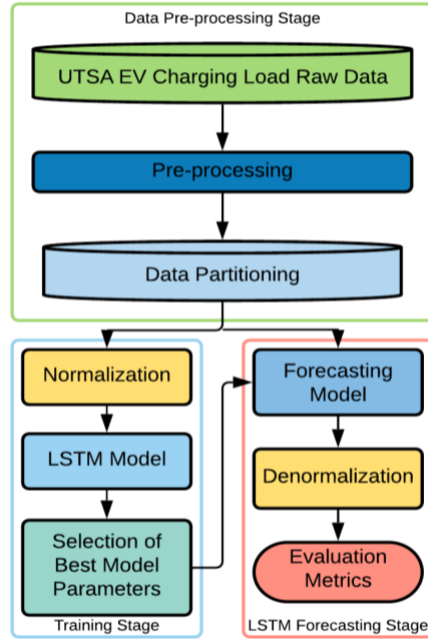 Data Pre-processing Stage
UTSA EV Charging Load Raw Data
Pre-processing
Data Partitioning
Normalization
LSTM Model
Selection of
Best Model
Parameters
Training Stage
Forecasting
Model
Denormalization
Evaluation
Metrics
LSTM Forecasting Stage